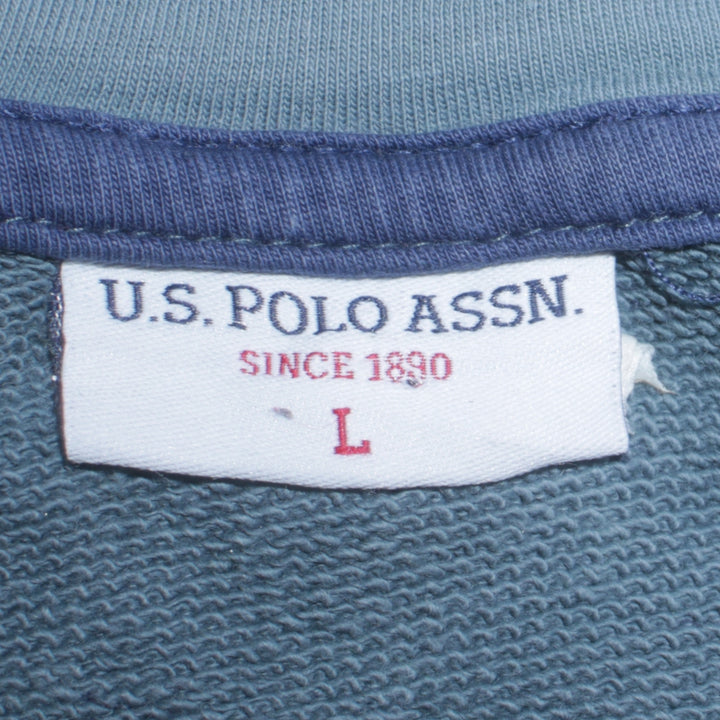 U.S. POLO ASSN.
SINCE 1890
L